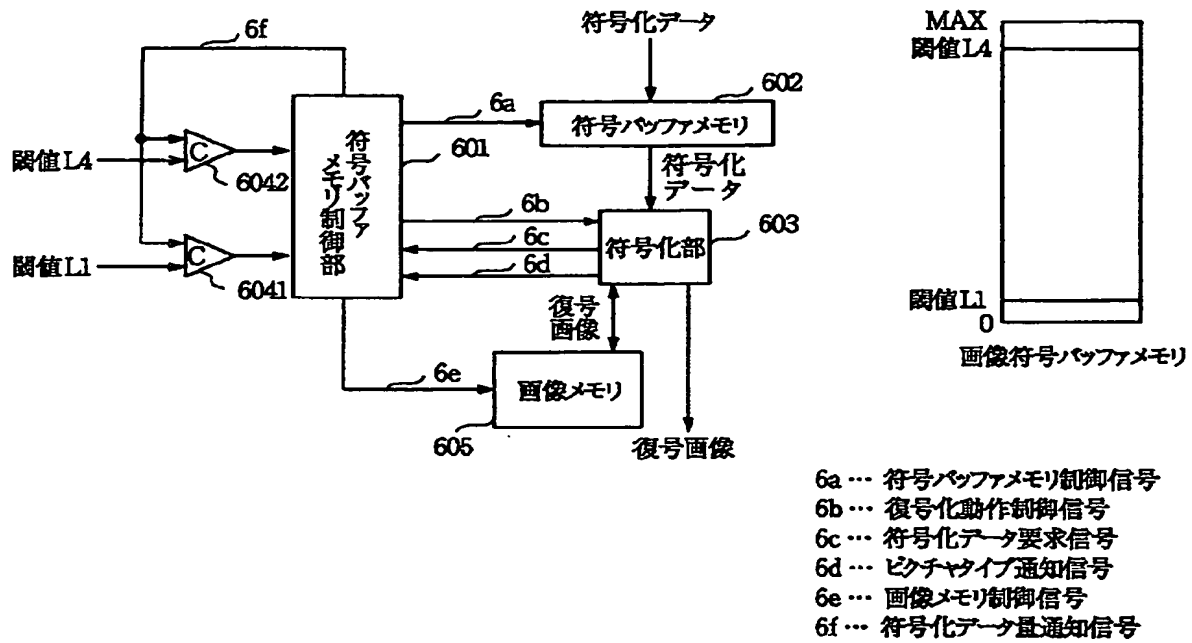 6f
符号化データ
MAX
閾値L4
6a
602
符号バッファメモリ
符号バッファ
メモリ制御部
601
閾値L4
C
6042
符号化
データ
6b
6c
6d
符号化部
603
閾値L1
C
6041
復号
画像
閾値L1
0
画像符号バッファメモリ
6e
画像メモリ
605
復号画像
6a … 符号バッファメモリ制御信号
6b … 復号化動作制御信号
6c … 符号化データ要求信号
6d … ピクチャタイプ通知信号
6e … 画像メモリ制御信号
6f … 符号化データ量通知信号